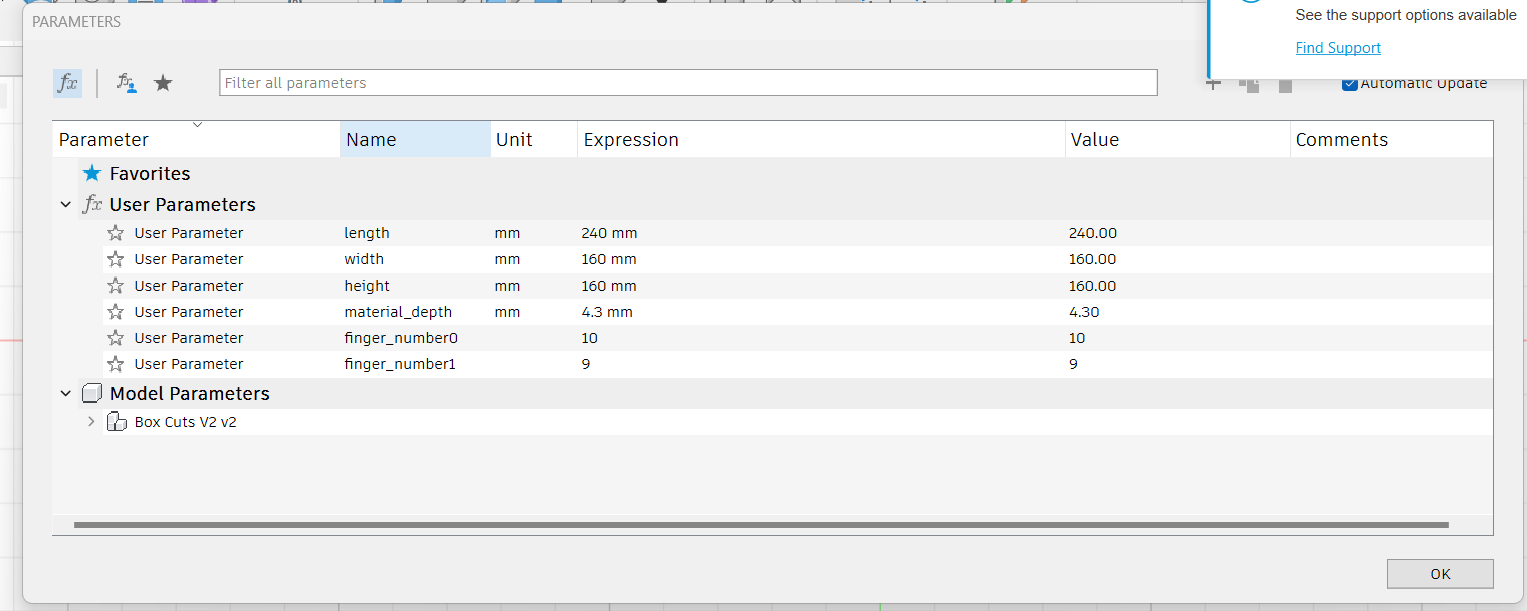 PARAMETERS
See the support options available
Find Support
fx fx Filter all parameters Automatic Update
Parameter Name Unit Expression Value Comments
Favorites
fx User Parameters
User Parameter length mm 240 mm 240.00
User Parameter width mm 160 mm 160.00
User Parameter height mm 160 mm 160.00
User Parameter material_depth mm 4.3 mm 4.30
User Parameter finger_number0 10 10
User Parameter finger_number1 9 9
Model Parameters
Box Cuts V2 v2
OK